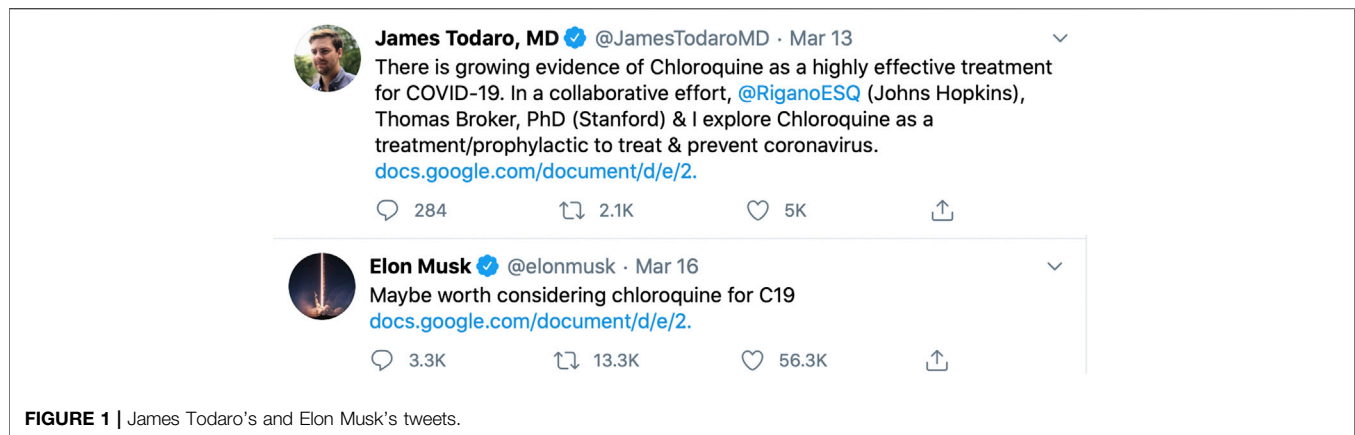 James Todaro, MD @JamesTodaroMD · Mar 13
There is growing evidence of Chloroquine as a highly effective treatment
for COVID-19. In a collaborative effort, @RiganoESQ (Johns Hopkins),
Thomas Broker, PhD (Stanford) & I explore Chloroquine as a
treatment/prophylactic to treat & prevent coronavirus.
docs.google.com/document/d/e/2.
284 2.1K 5K
Elon Musk @elonmusk · Mar 16
Maybe worth considering chloroquine for C19
docs.google.com/document/d/e/2.
3.3K 13.3K 56.3K
FIGURE 1 | James Todaro’s and Elon Musk’s tweets.